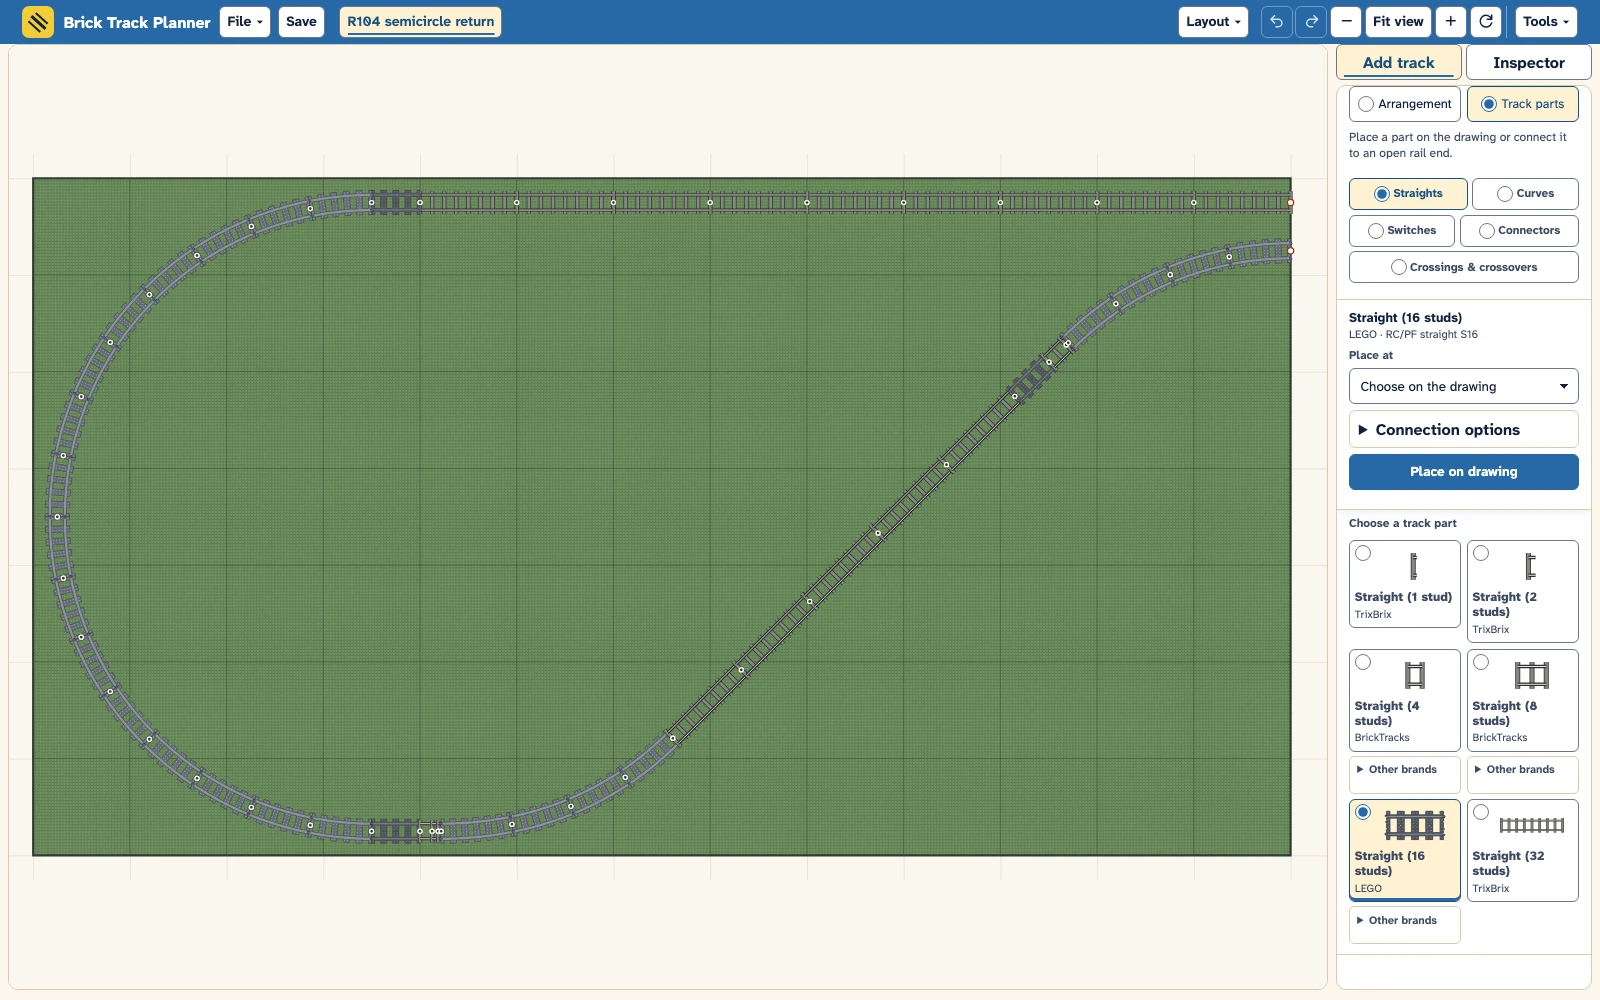 Brick Track Planner
File
Save
R104 semicircle return
Layout
Fit view
Tools
Add track
Inspector
Arrangement
Track parts
Place a part on the drawing or connect it
to an open rail end.
Straights
Curves
Switches
Connectors
Crossings & crossovers
Straight (16 studs)
LEGO · RC/PF straight S16
Place at
Choose on the drawing
Connection options
Place on drawing
Choose a track part
Straight (1 stud)
TrixBrix
Straight (2
studs)
TrixBrix
Straight (4
studs)
BrickTracks
Straight (8
studs)
BrickTracks
Other brands
Other brands
Straight (16
studs)
LEGO
Straight (32
studs)
TrixBrix
Other brands